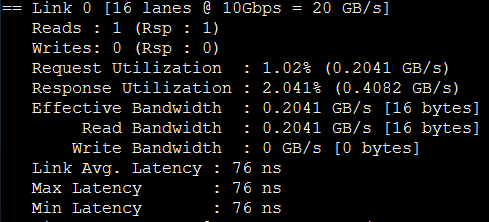 == Link 0 [16 lanes @ 10Gbps = 20 GB/s]
Reads : 1 (Rsp : 1)
Writes: 0 (Rsp : 0)
Request Utilization : 1.02% (0.2041 GB/s)
Response Utilization : 2.041% (0.4082 GB/s)
Effective Bandwidth : 0.2041 GB/s [16 bytes]
Read Bandwidth : 0.2041 GB/s [16 bytes]
Write Bandwidth : 0 GB/s [0 bytes]
Link Avg. Latency : 76 ns
Max Latency : 76 ns
Min Latency : 76 ns